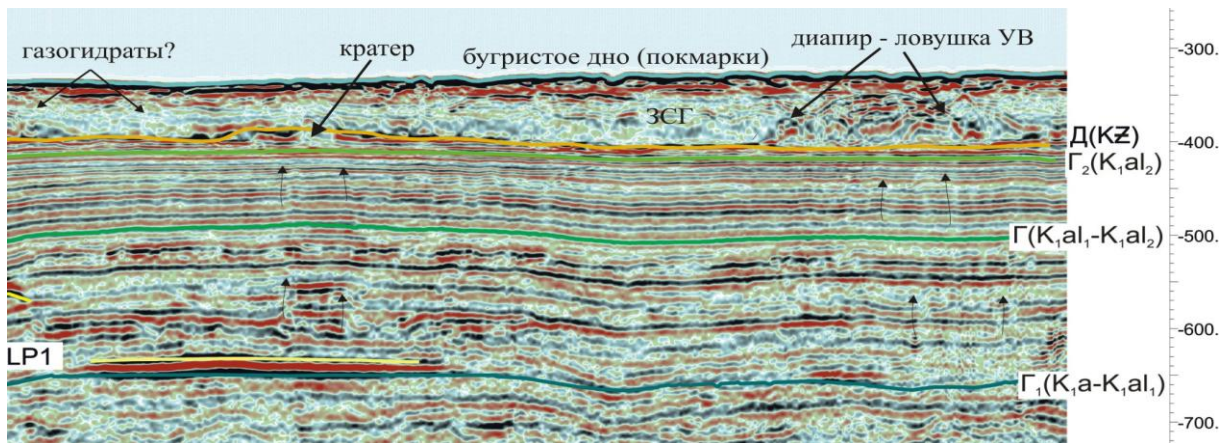 газогидраты?
кратер
бугристое дно (покмарки)
диапир - ловушка УВ
ЗСГ
Д(KƵ)
Г₂(K₁al₂)
Г(K₁al₁-K₁al₂)
LP1
Г₁(K₁a-K₁al₁)
-300.
-400.
-500.
-600.
-700.